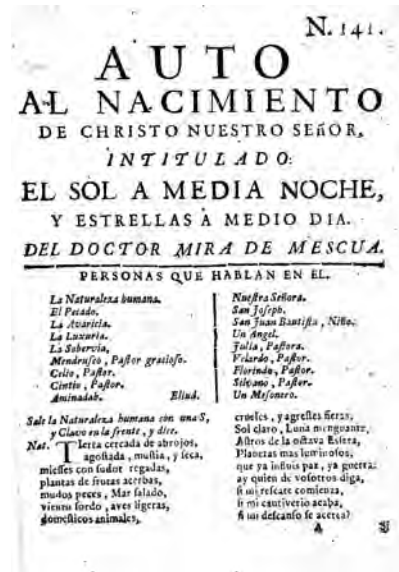 N. 141.
AUTO
AL NACIMIENTO
DE CHRISTO NUESTRO SEñOR,
INTITULADO:
EL SOL A MEDIA NOCHE,
Y ESTRELLAS À MEDIO DIA.
DEL DOCTOR MIRA DE MESCUA.
PERSONAS QUE HABLAN EN EL.
La Naturaleza humana.
El Pecado.
La Avaricia.
La Luxuria.
La Sobervia.
Mendrusco, Pastor gracioso.
Celio, Pastor.
Cintio, Pastor.
Aminadab. Eliud.
Nuestra Señora.
San Joseph.
San Juan Bautista, Niño.
Un Angel.
Julia, Pastora.
Velardo, Pastor.
Florindo, Pastor.
Silvano, Pastor.
Un Mesonero.
Sale la Naturaleza humana con una S,
y Clavo en la frente, y dice.
Nat. TIerra cercada de abrojos,
agostada, mustia, y seca,
miesses con sudor regadas,
plantas de frutas acerbas,
mudos peces, Mar salado,
viento sordo, aves ligeras,
domesticos animales,
crueles, y agrestes fieras,
Sol claro, Luna menguante,
Astros de la octava Esfera,
Planetas mas luminosos,
que ya influis paz, ya guerra:
ay quien de vosotros diga,
si mi rescate comienza,
si mi cautiverio acaba,
si mi descanso se acerca?
A